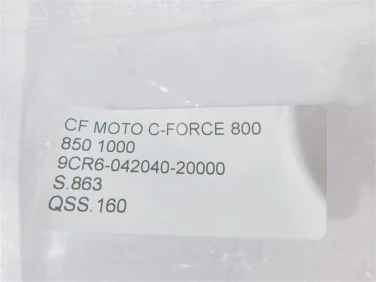 CF MOTO C-FORCE 800
850 1000
9CR6-042040-20000
S.863
QSS.160